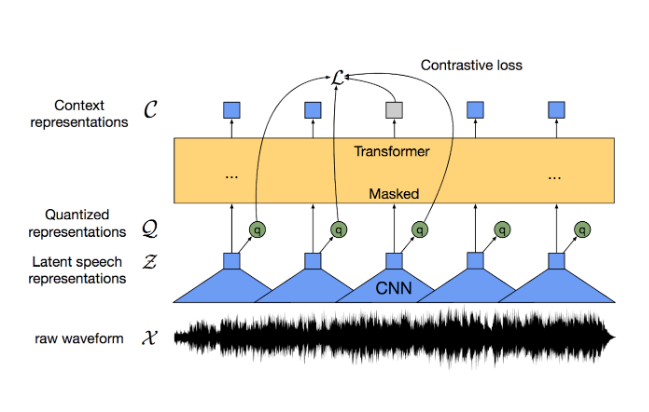 Contrastive loss
ℒ
Context
representations 𝒞
Transformer
... ...
Masked
Quantized
representations 𝒬
q q q q q
Latent speech
representations 𝒵
CNN
raw waveform 𝒳